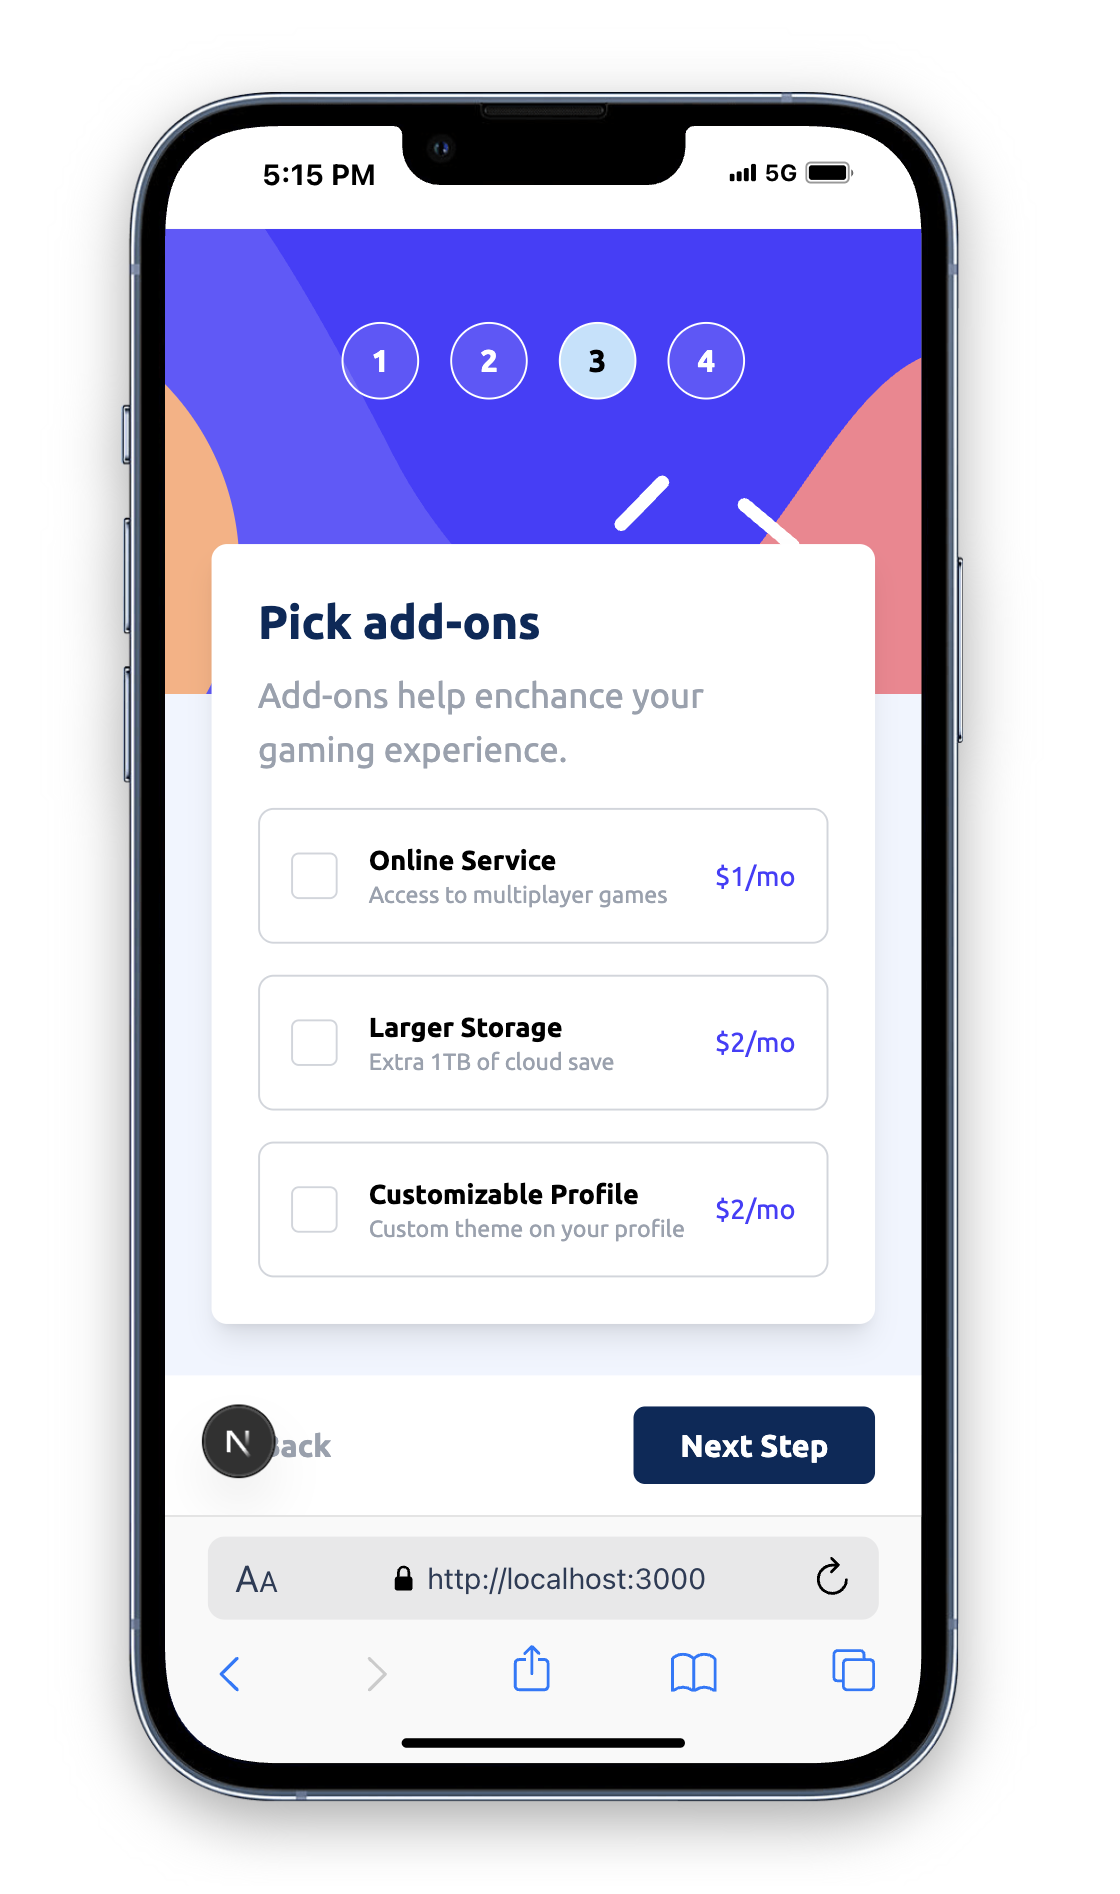 5:15 PM 5G
1 2 3 4
Pick add-ons
Add-ons help enchance your
gaming experience.
Online Service
Access to multiplayer games
$1/mo
Larger Storage
Extra 1TB of cloud save
$2/mo
Customizable Profile
Custom theme on your profile
$2/mo
N
Next Step
AA http://localhost:3000